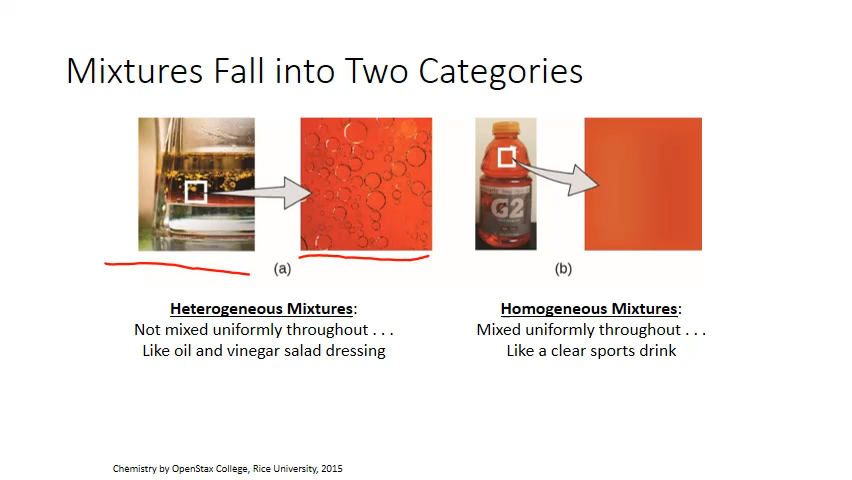 Mixtures Fall into Two Categories
G2
(a)
(b)
Heterogeneous Mixtures:
Not mixed uniformly throughout . . .
Like oil and vinegar salad dressing
Homogeneous Mixtures:
Mixed uniformly throughout . . .
Like a clear sports drink
Chemistry by OpenStax College, Rice University, 2015